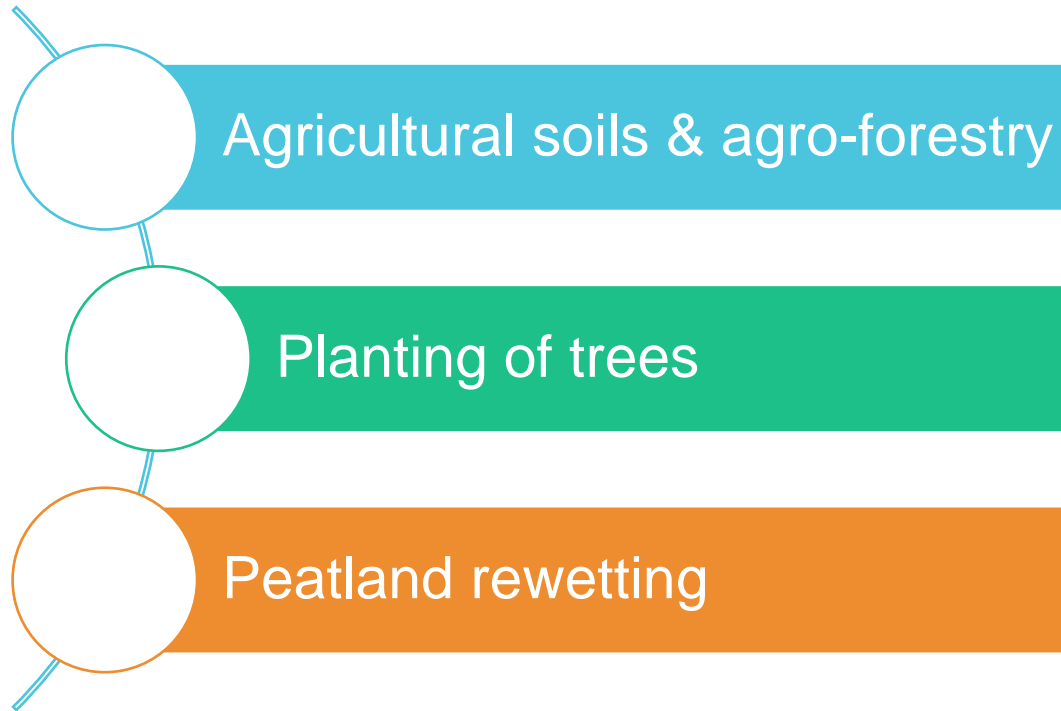 Agricultural soils & agro-forestry
Planting of trees
Peatland rewetting